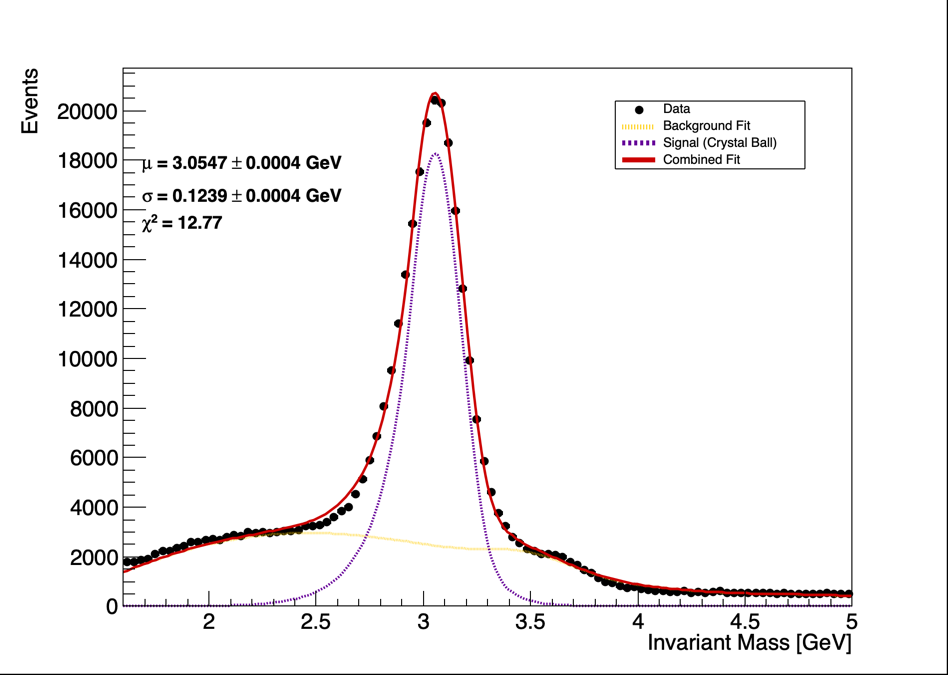 Events
20000
18000
16000
14000
12000
10000
8000
6000
4000
2000
0
μ = 3.0547 ± 0.0004 GeV
σ = 0.1239 ± 0.0004 GeV
χ² = 12.77
Data
Background Fit
Signal (Crystal Ball)
Combined Fit
2 2.5 3 3.5 4 4.5 5
Invariant Mass [GeV]